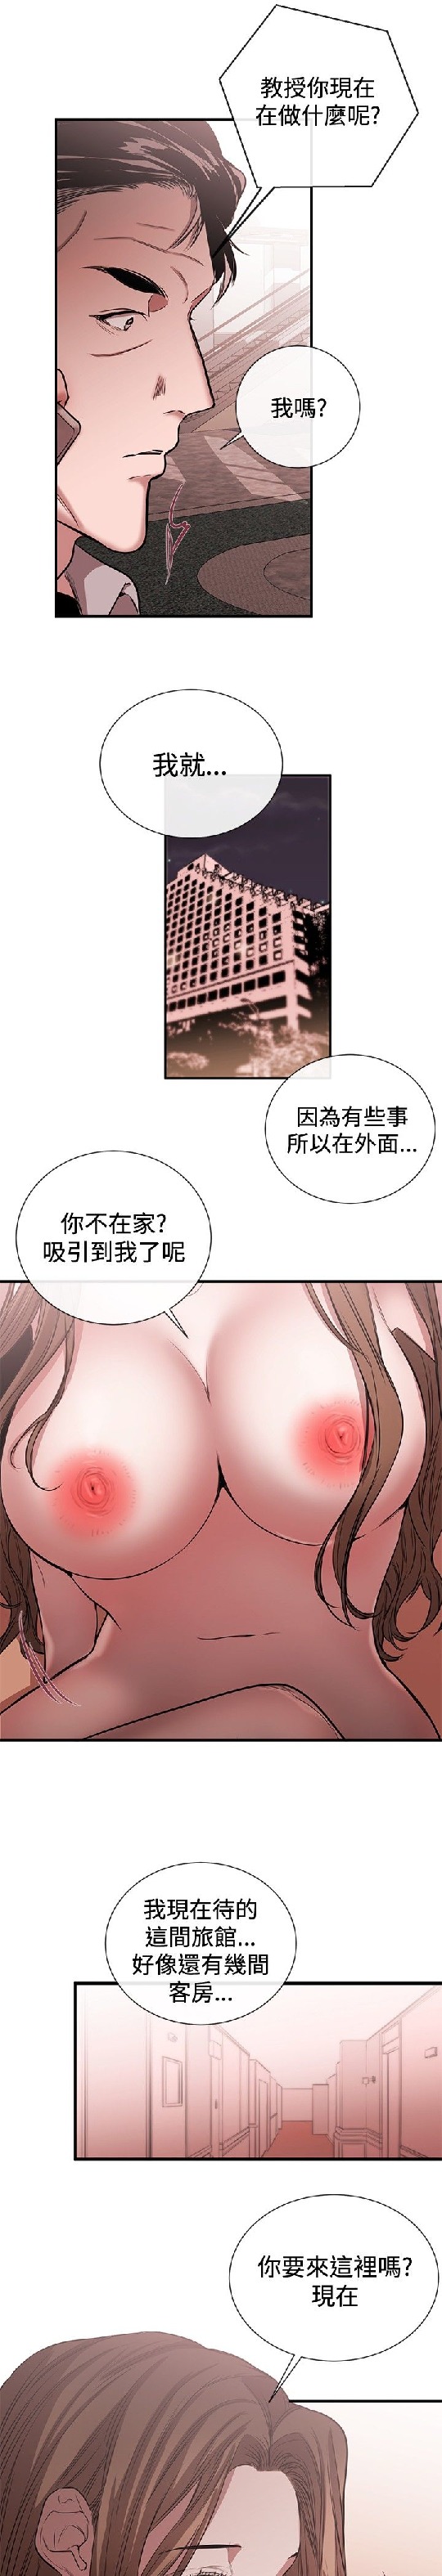 教授你現在
在做什麼呢?
我嗎?
我就...
因為有些事
所以在外面...
你不在家?
吸引到我了呢
我現在待的
這間旅館...
好像還有幾間
客房...
你要來這裡嗎?
現在